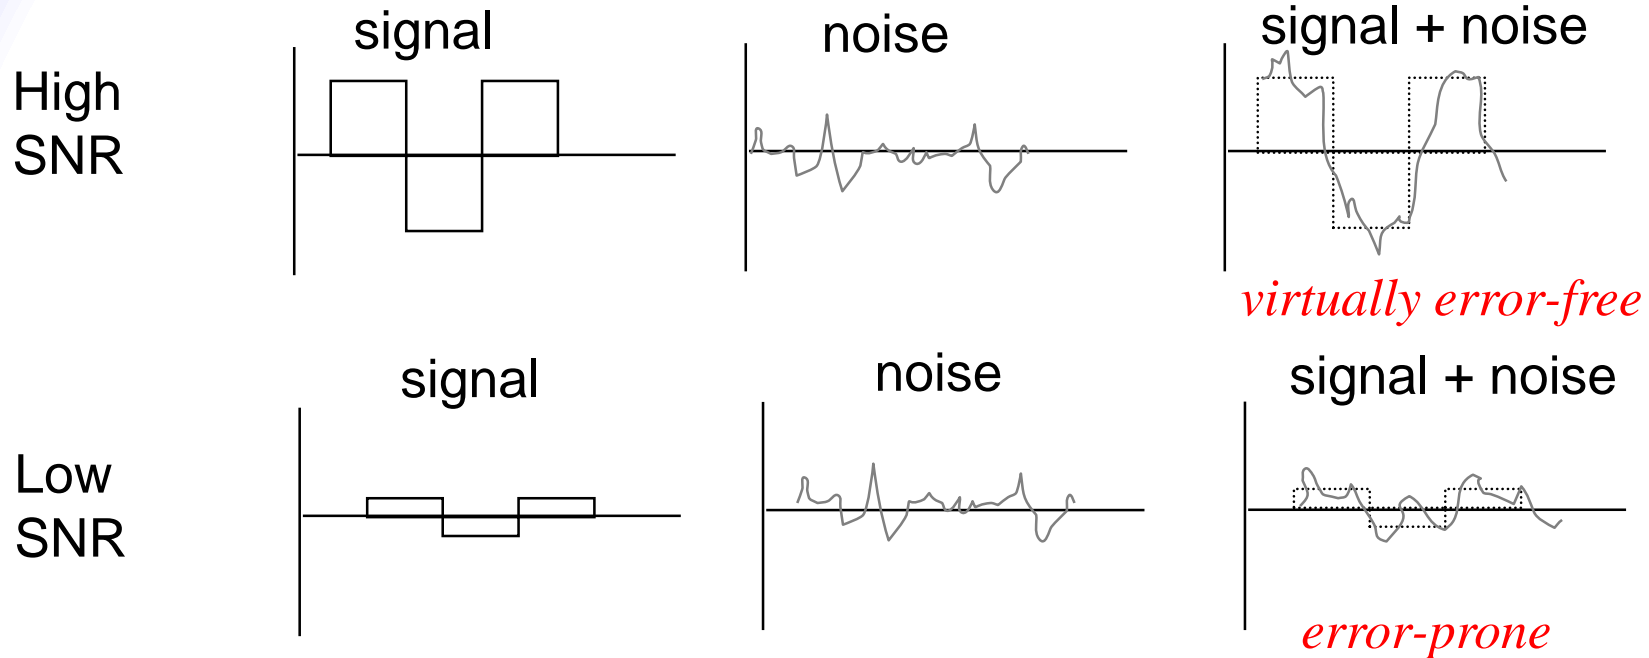 signal
noise
signal + noise
High
SNR
virtually error-free
signal
noise
signal + noise
Low
SNR
error-prone